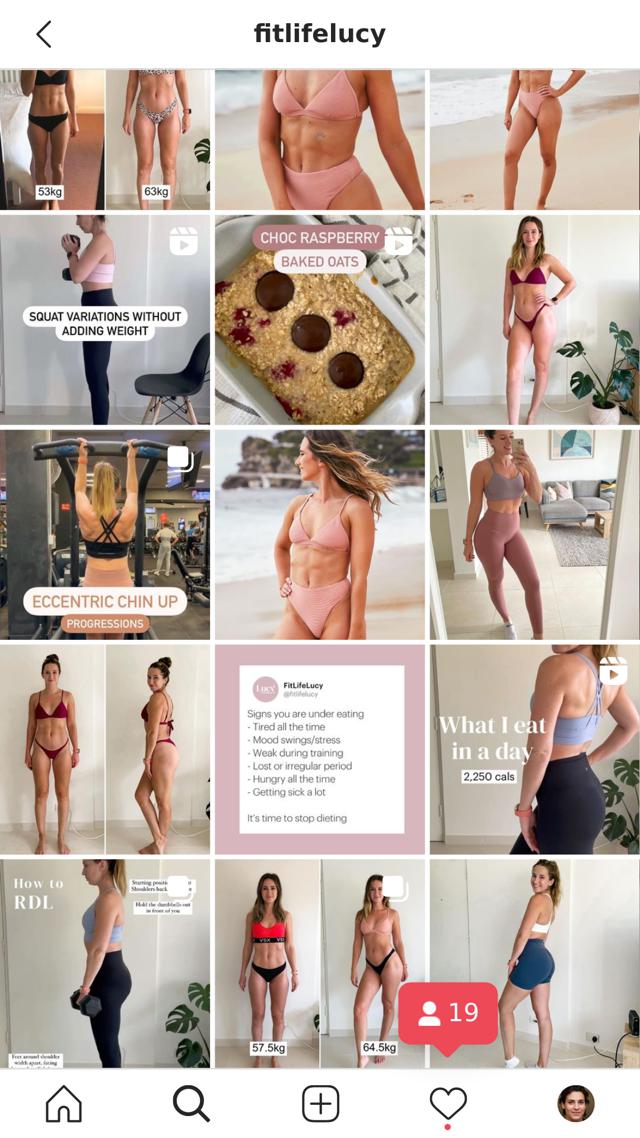 fitlifelucy
53kg
63kg
SQUAT VARIATIONS WITHOUT
ADDING WEIGHT
CHOC RASPBERRY
BAKED OATS
ECCENTRIC CHIN UP
PROGRESSIONS
Lucy
FitLifeLucy
@fitlifelucy
Signs you are under eating
- Tired all the time
- Mood swings/stress
- Weak during training
- Lost or irregular period
- Hungry all the time
- Getting sick a lot
It's time to stop dieting
What I eat
in a day
2,250 cals
How to
RDL
Starting
Shoulders back
Hold the dumbbells out
in front of you
Feet around shoulder
width apart, facing
VSX
57.5kg
64.5kg
19